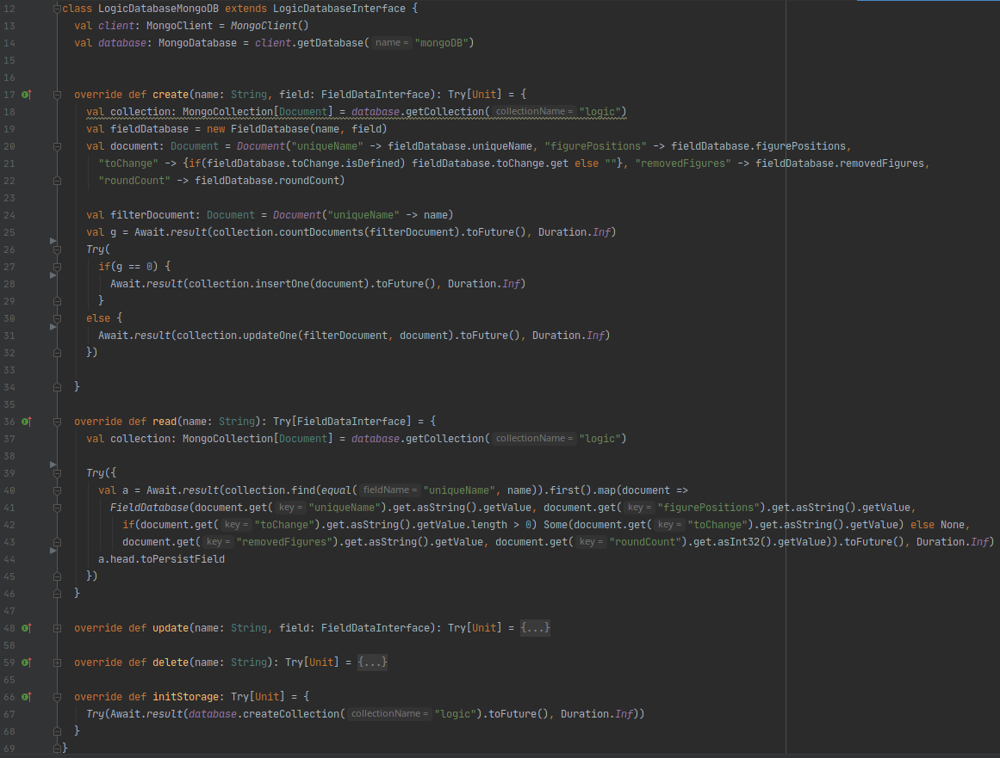 12 class LogicDatabaseMongoDB extends LogicDatabaseInterface {
13   val client: MongoClient = MongoClient()
14   val database: MongoDatabase = client.getDatabase( name = "mongoDB")
15
16
17   override def create(name: String, field: FieldDataInterface): Try[Unit] = {
18     val collection: MongoCollection[Document] = database.getCollection( collectionName = "logic")
19     val fieldDatabase = new FieldDatabase(name, field)
20     val document: Document = Document("uniqueName" -> fieldDatabase.uniqueName, "figurePositions" -> fieldDatabase.figurePositions,
21       "toChange" -> {if(fieldDatabase.toChange.isDefined) fieldDatabase.toChange.get else ""}, "removedFigures" -> fieldDatabase.removedFigures,
22       "roundCount" -> fieldDatabase.roundCount)
23
24     val filterDocument: Document = Document("uniqueName" -> name)
25     val g = Await.result(collection.countDocuments(filterDocument).toFuture(), Duration.Inf)
26     Try(
27       if(g == 0) {
28         Await.result(collection.insertOne(document).toFuture(), Duration.Inf)
29       }
30     else {
31       Await.result(collection.updateOne(filterDocument, document).toFuture(), Duration.Inf)
32     })
33
34   }
35
36   override def read(name: String): Try[FieldDataInterface] = {
37     val collection: MongoCollection[Document] = database.getCollection( collectionName = "logic")
38
39     Try({
40       val a = Await.result(collection.find(equal( fieldName = "uniqueName", name)).first().map(document =>
41         FieldDatabase(document.get( key = "uniqueName").get.asString().getValue, document.get( key = "figurePositions").get.asString().getValue,
42           if(document.get( key = "toChange").get.asString().getValue.length > 0) Some(document.get( key = "toChange").get.asString().getValue) else None,
43           document.get( key = "removedFigures").get.asString().getValue, document.get( key = "roundCount").get.asInt32().getValue)).toFuture(), Duration.Inf)
44       a.head.toPersistField
45     })
46   }
47
48   override def update(name: String, field: FieldDataInterface): Try[Unit] = {...}
58
59   override def delete(name: String): Try[Unit] = {...}
65
66   override def initStorage: Try[Unit] = {
67     Try(Await.result(database.createCollection( collectionName = "logic").toFuture(), Duration.Inf))
68   }
69 }